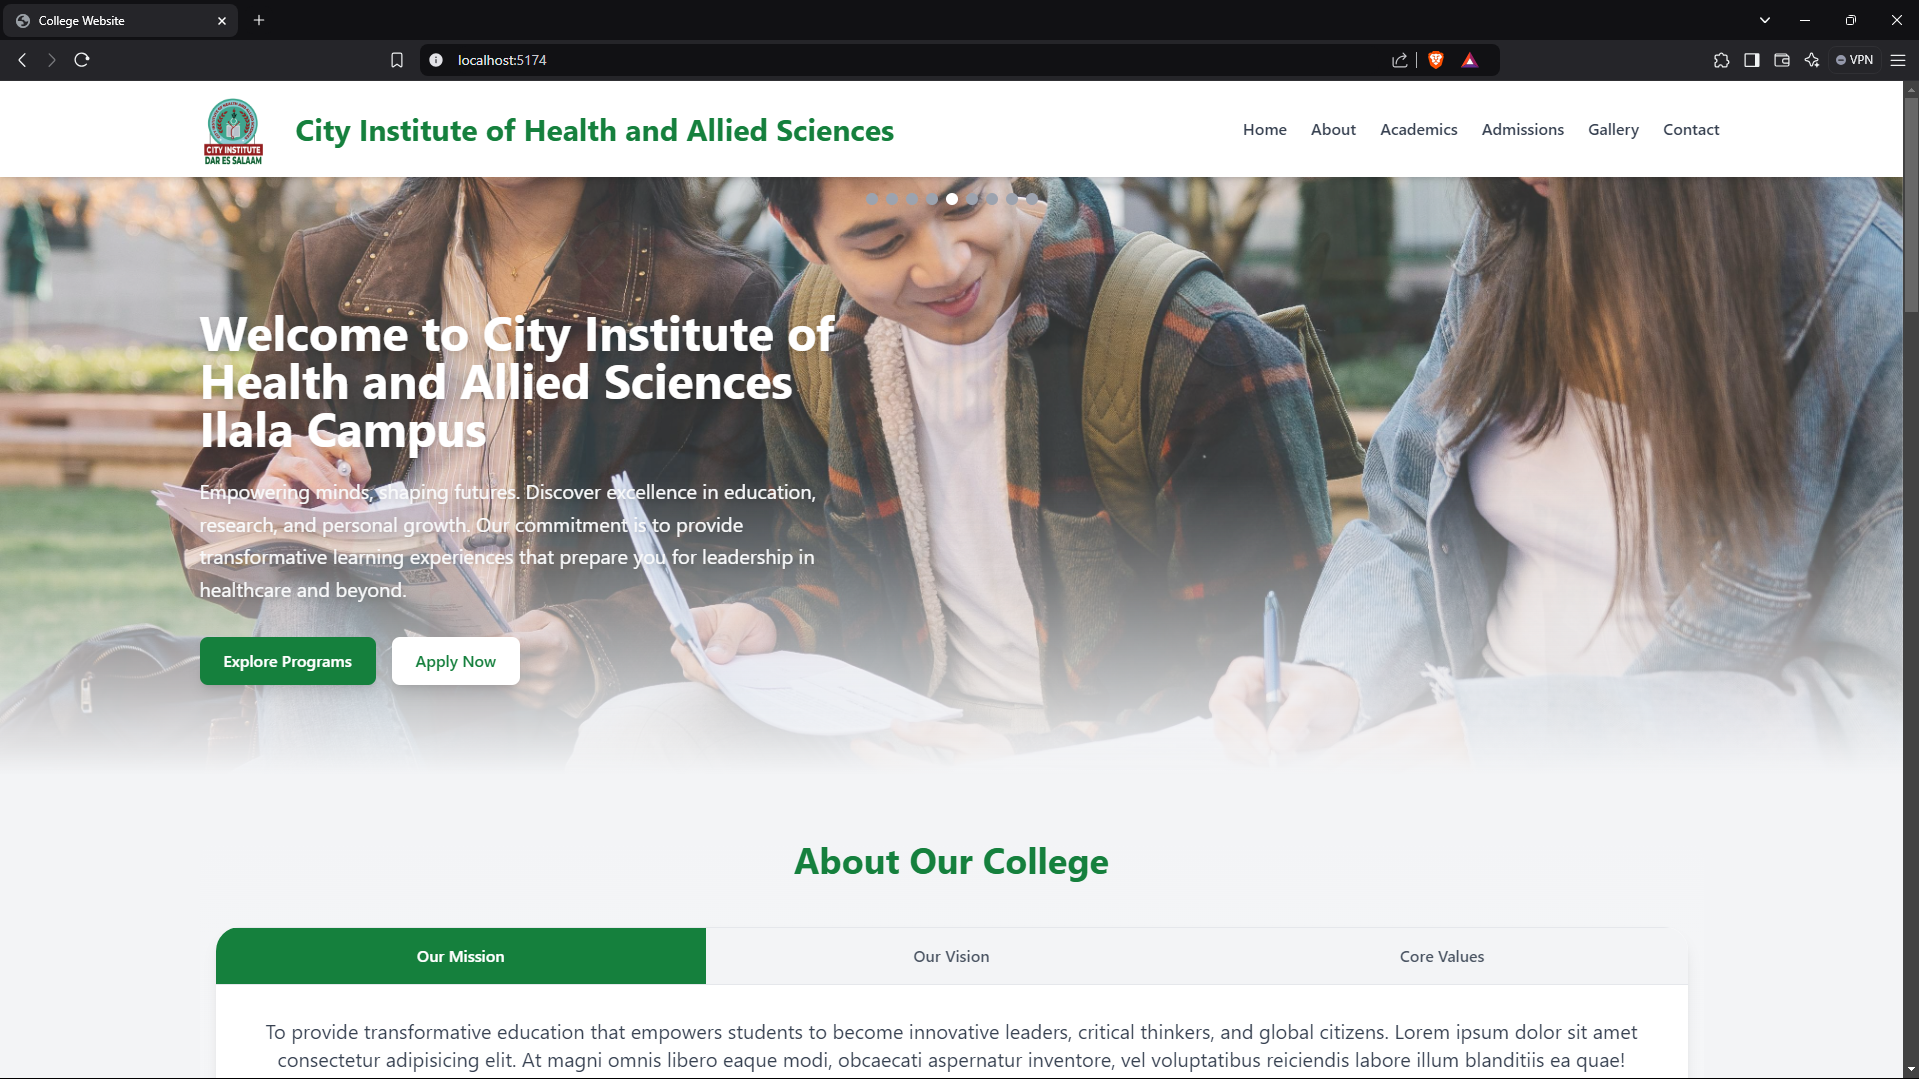 College Website
localhost:5174
VPN
CITY INSTITUTE
DAR ES SALAAM
City Institute of Health and Allied Sciences
Home
About
Academics
Admissions
Gallery
Contact
Welcome to City Institute of
Health and Allied Sciences
Ilala Campus
Empowering minds, shaping futures. Discover excellence in education,
research, and personal growth. Our commitment is to provide
transformative learning experiences that prepare you for leadership in
healthcare and beyond.
Explore Programs
Apply Now
About Our College
Our Mission
Our Vision
Core Values
To provide transformative education that empowers students to become innovative leaders, critical thinkers, and global citizens. Lorem ipsum dolor sit amet
consectetur adipisicing elit. At magni omnis libero eaque modi, obcaecati aspernatur inventore, vel voluptatibus reiciendis labore illum blanditiis ea quae!